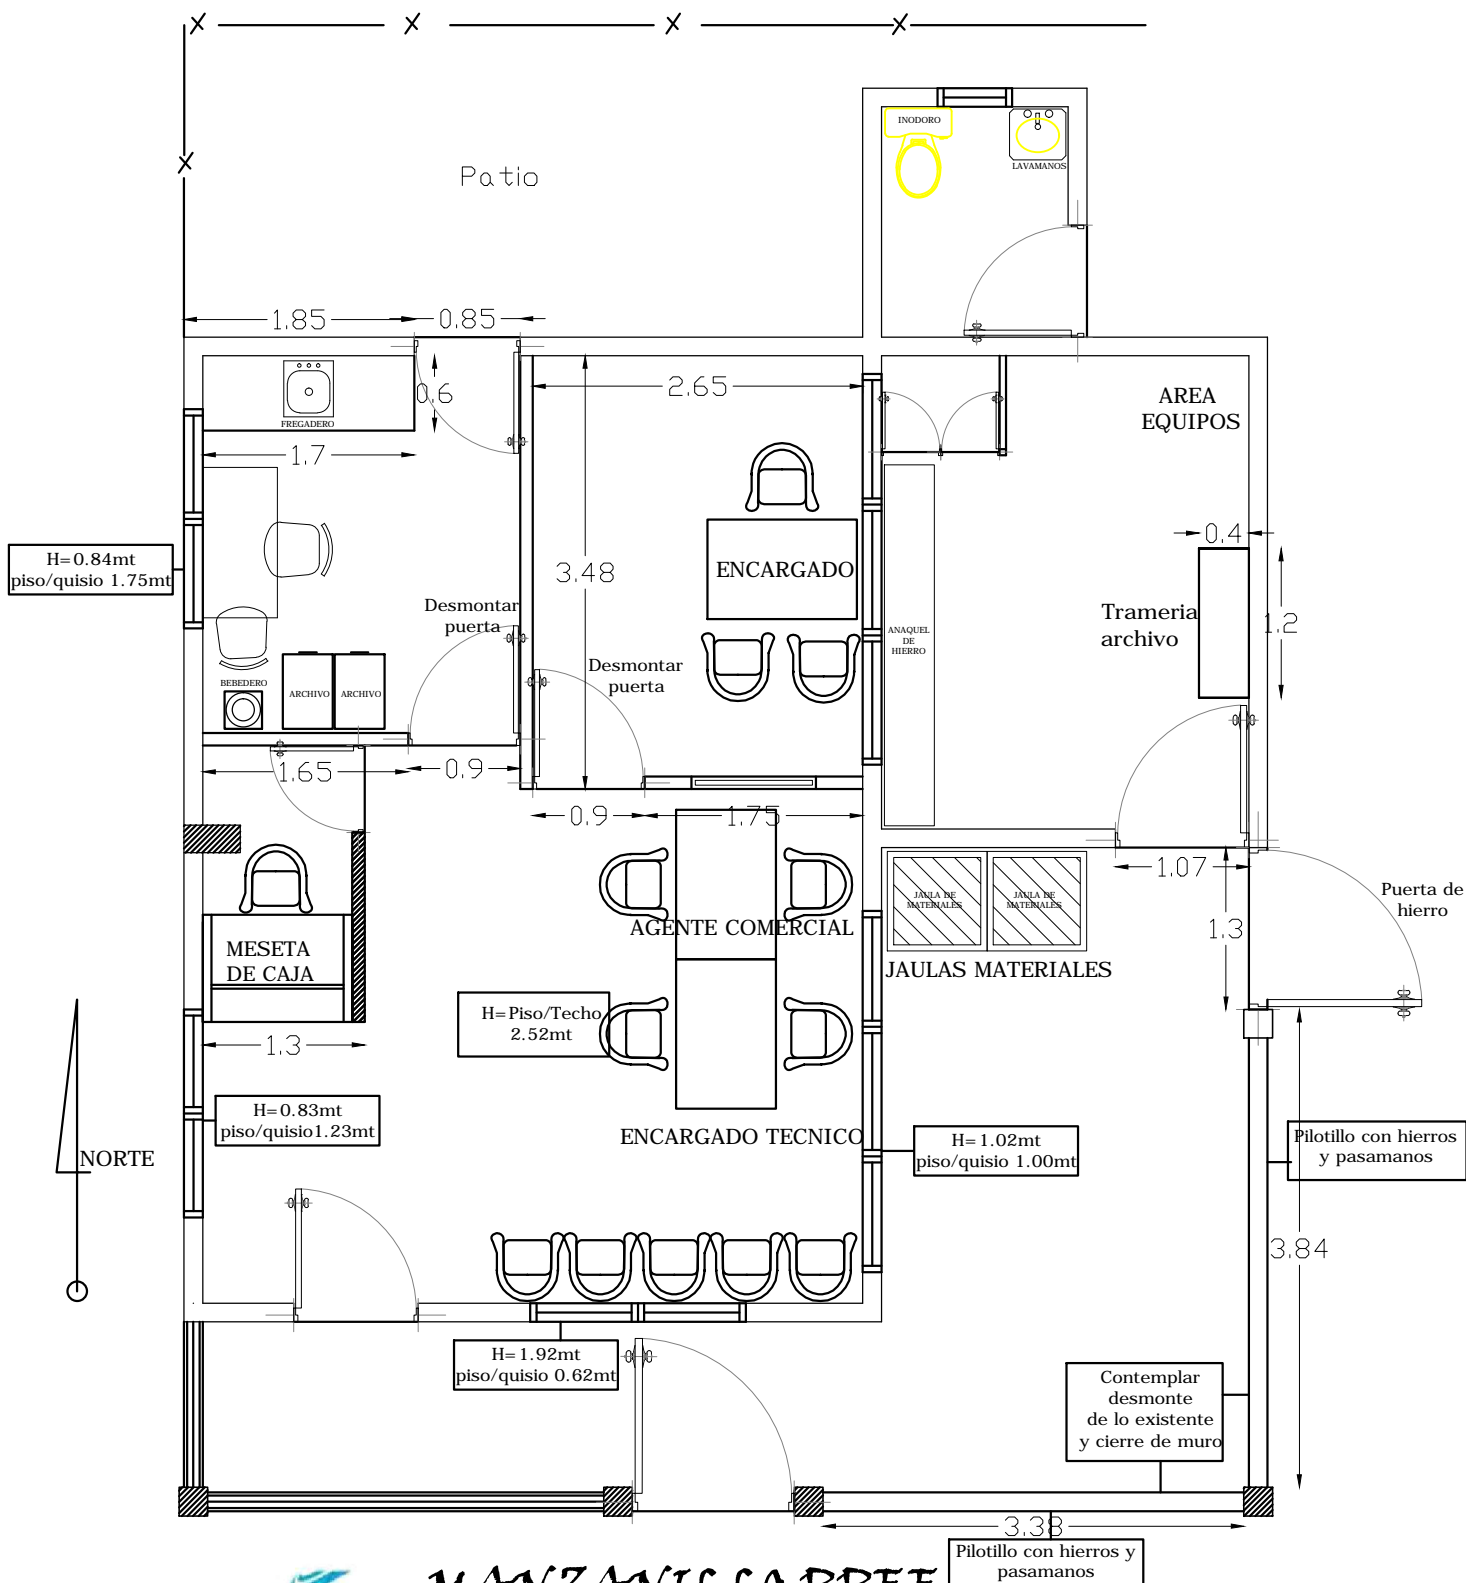 INODORO
LAVAMANOS
Patio
1.85
0.85
0.6
2.65
AREA
EQUIPOS
FREGADERO
1.7
0.4
H=0.84mt
piso/quisio 1.75mt
ENCARGADO
3.48
Desmontar
puerta
Trameria
archivo
1.2
ANAQUEL
DE
HIERRO
Desmontar
puerta
BEBEDERO
ARCHIVO
ARCHIVO
1.65
0.9
0.9
1.75
1.07
Puerta de
hierro
JAULA DE
MATERIALES
JAULA DE
MATERIALES
1.3
AGENTE COMERCIAL
MESETA
DE CAJA
JAULAS MATERIALES
H=Piso/Techo
2.52mt
1.3
H=0.83mt
piso/quisio1.23mt
ENCARGADO TECNICO
H=1.02mt
piso/quisio 1.00mt
Pilotillo con hierros
y pasamanos
NORTE
3.84
H=1.92mt
piso/quisio 0.62mt
Contemplar
desmonte
de lo existente
y cierre de muro
3.38
Pilotillo con hierros y
pasamanos